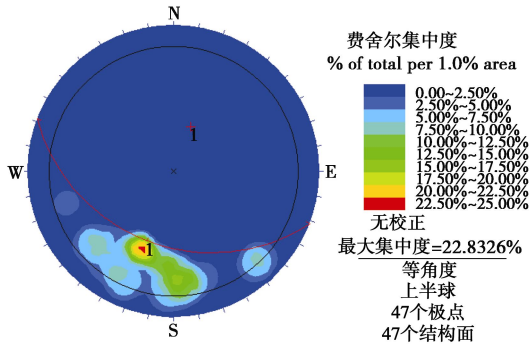 N
W
E
S
1
1
费舍尔集中度
% of total per 1.0% area
0.00~2.50%
2.50%~5.00%
5.00%~7.50%
7.50%~10.00%
10.00%~12.50%
12.50%~15.00%
15.00%~17.50%
17.50%~20.00%
20.00%~22.50%
22.50%~25.00%
无校正
最大集中度=22.8326%
等角度
上半球
47个极点
47个结构面